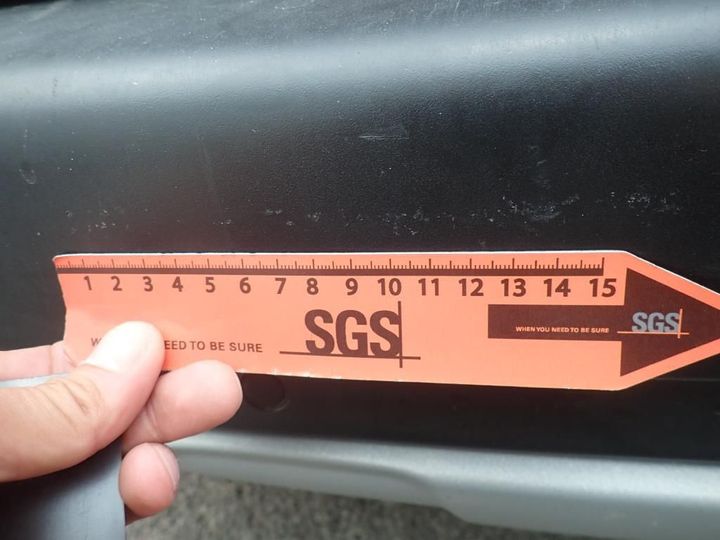 1 2 3 4 5 6 7 8 9 10 11 12 13 14 15
W NEED TO BE SURE
SGS
WHEN YOU NEED TO BE SURE SGS